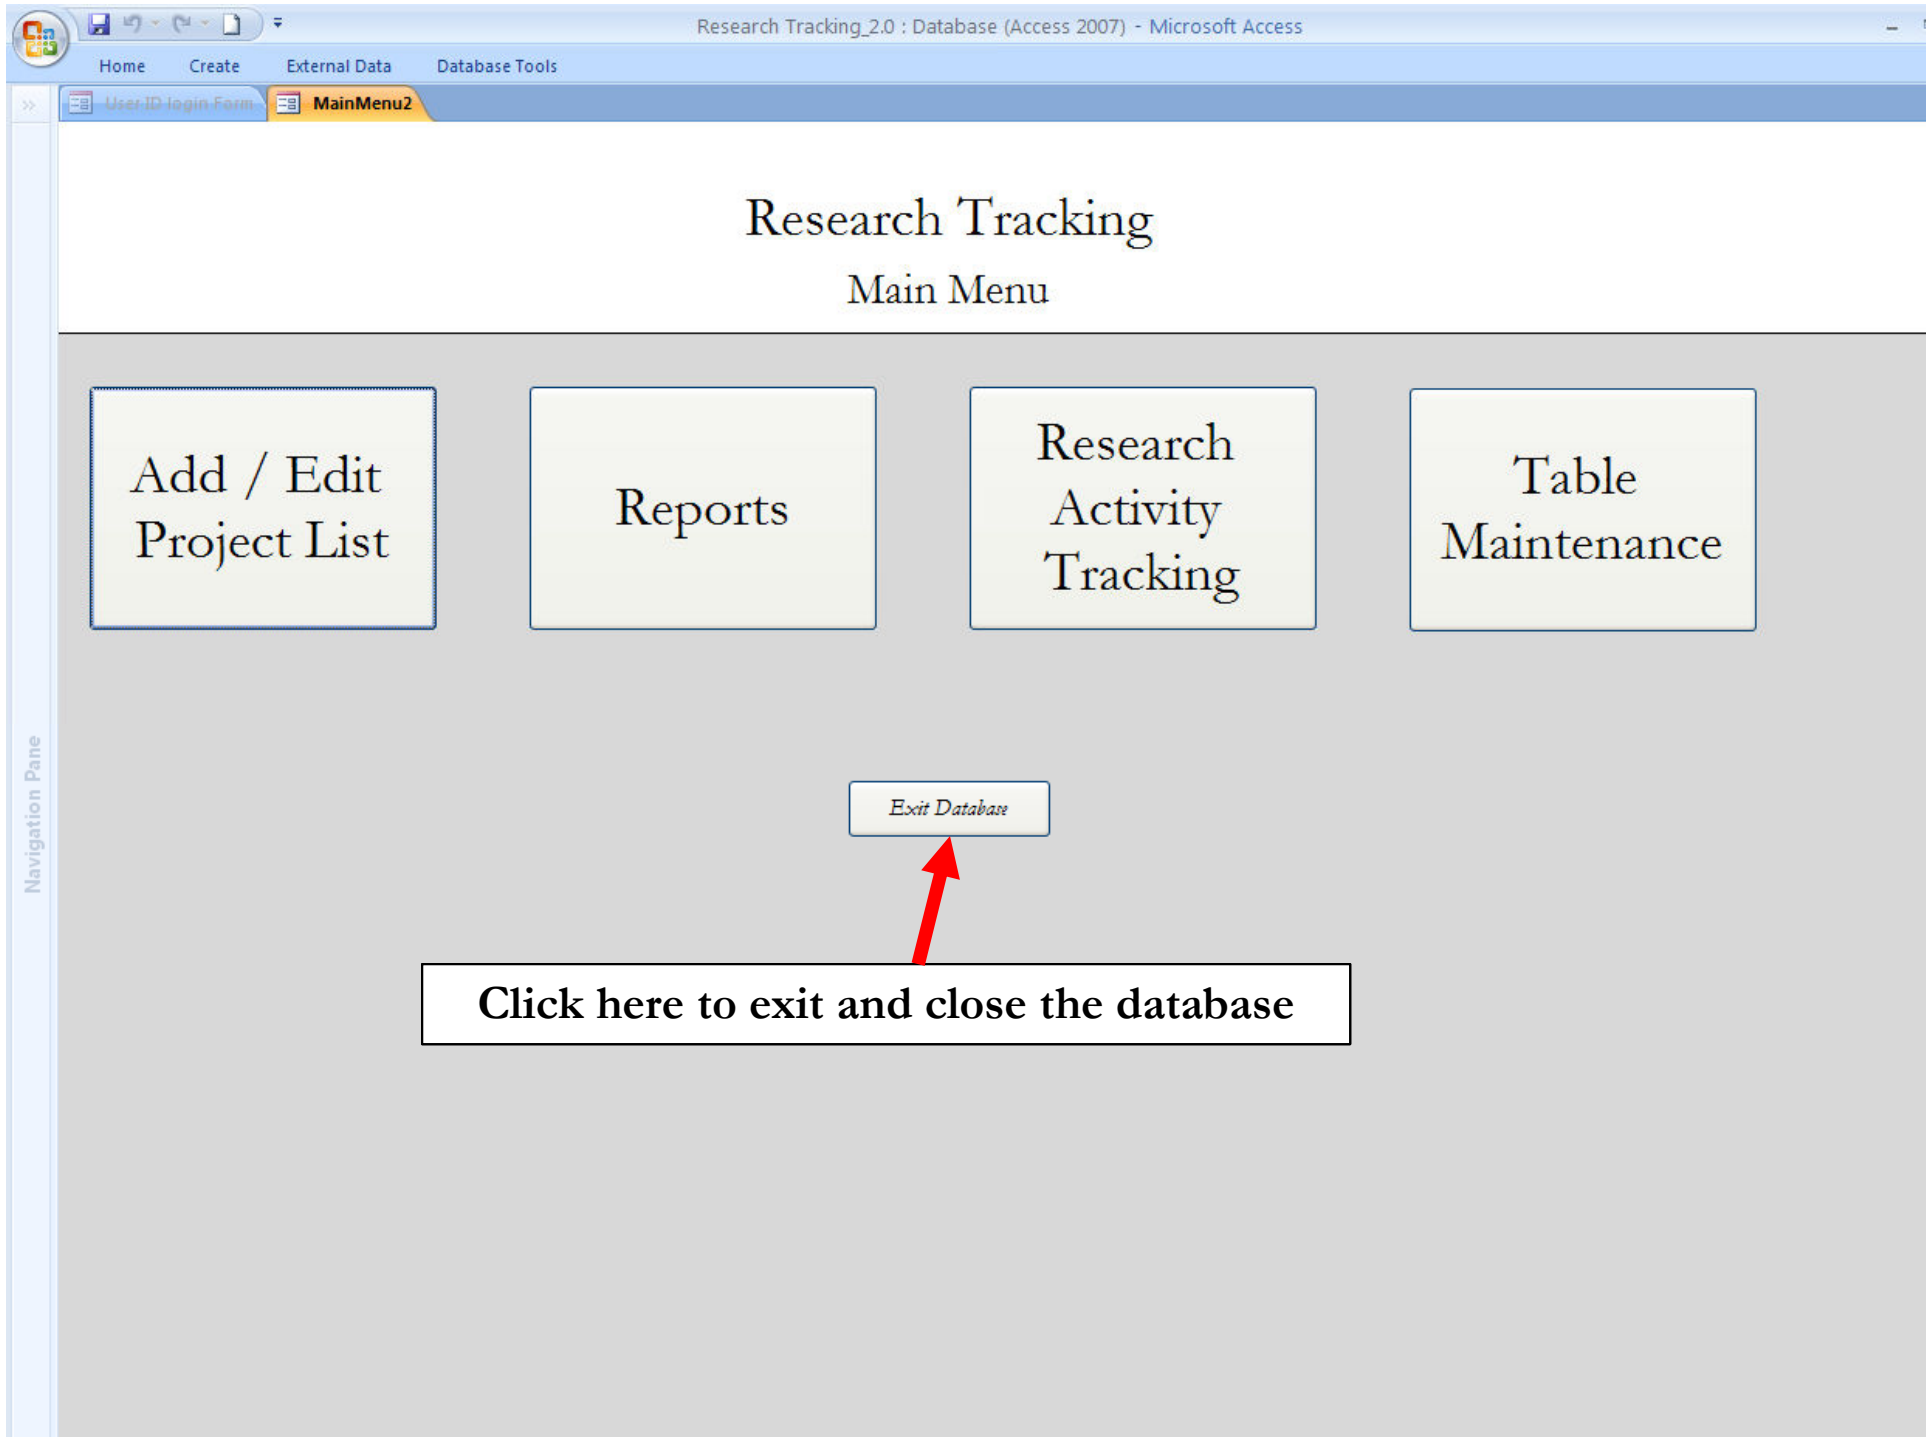 Research Tracking_2.0 : Database (Access 2007) - Microsoft Access
Home Create External Data Database Tools
User ID login Form MainMenu2
Research Tracking
Main Menu
Add / Edit
Project List
Reports
Research
Activity
Tracking
Table
Maintenance
Navigation Pane
Exit Database
Click here to exit and close the database